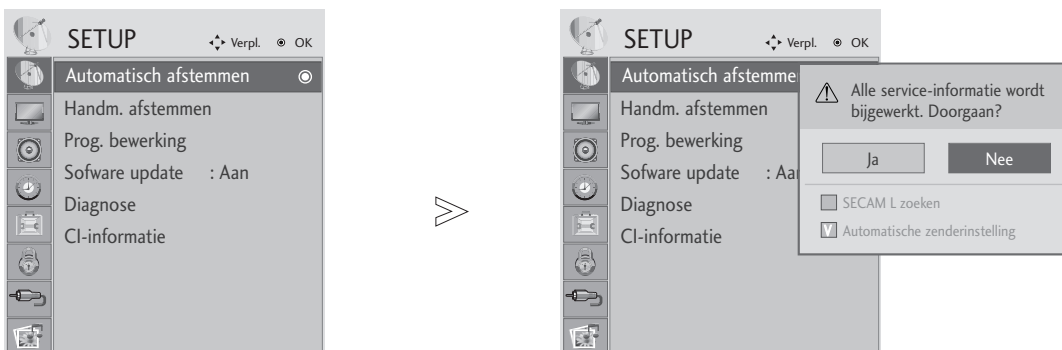 SETUP Verpl. OK
Automatisch afstemmen
Handm. afstemmen
Prog. bewerking
Sofware update : Aan
Diagnose
CI-informatie
SETUP Verpl. OK
Automatisch afstemme
Handm. afstemmen
Prog. bewerking
Sofware update : Aa
Diagnose
CI-informatie
Alle service-informatie wordt
bijgewerkt. Doorgaan?
Ja Nee
SECAM L zoeken
V Automatische zenderinstelling